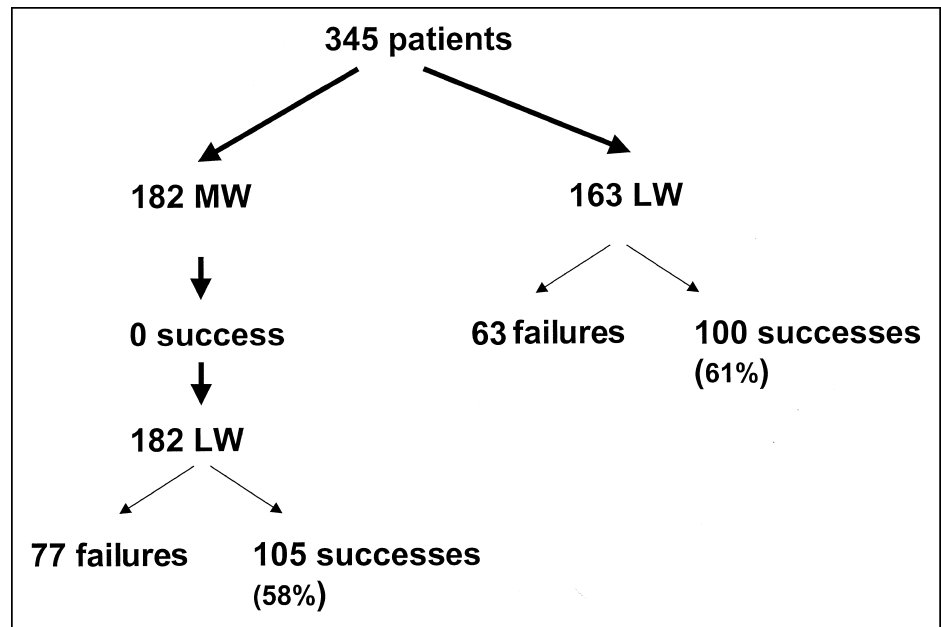 345 patients
182 MW
163 LW
0 success
63 failures
100 successes
(61%)
182 LW
77 failures
105 successes
(58%)